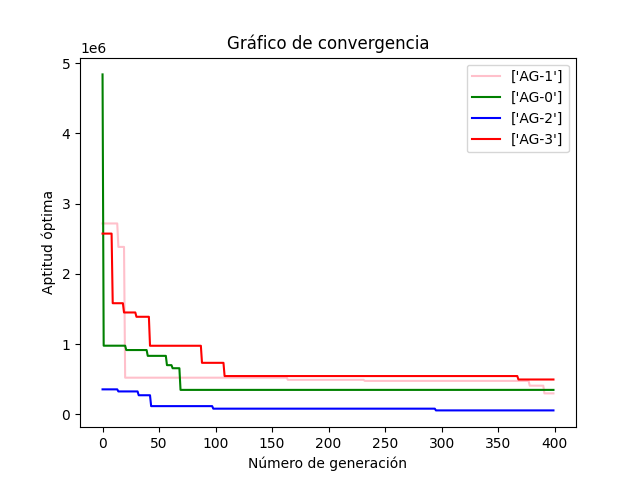 Gráfico de convergencia
1e6
5
4
3
2
1
0
Aptitud óptima
['AG-1']
['AG-0']
['AG-2']
['AG-3']
0 50 100 150 200 250 300 350 400
Número de generación